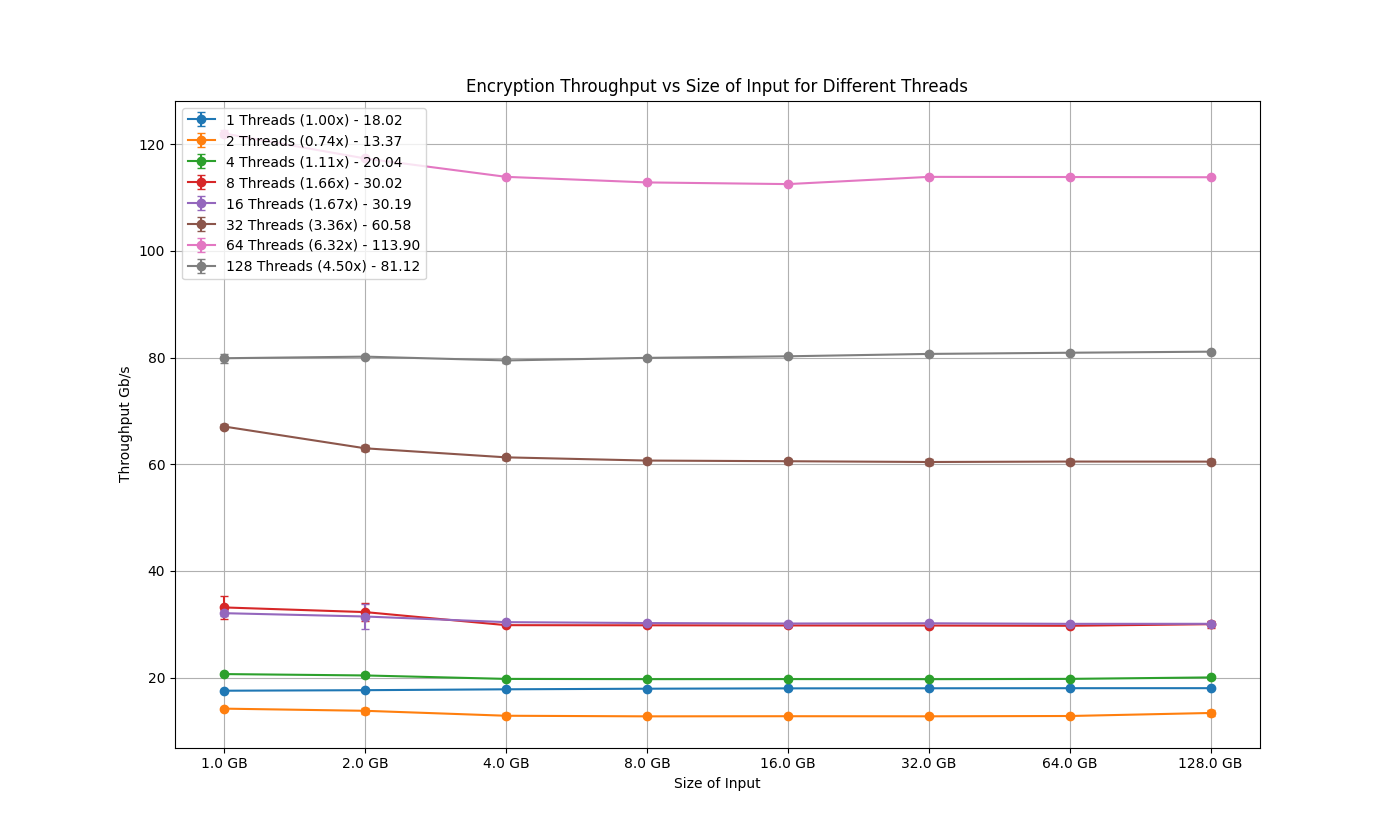 Encryption Throughput vs Size of Input for Different Threads
1 Threads (1.00x) - 18.02
2 Threads (0.74x) - 13.37
4 Threads (1.11x) - 20.04
8 Threads (1.66x) - 30.02
16 Threads (1.67x) - 30.19
32 Threads (3.36x) - 60.58
64 Threads (6.32x) - 113.90
128 Threads (4.50x) - 81.12
120
100
80
60
40
20
Throughput Gb/s
1.0 GB 2.0 GB 4.0 GB 8.0 GB 16.0 GB 32.0 GB 64.0 GB 128.0 GB
Size of Input